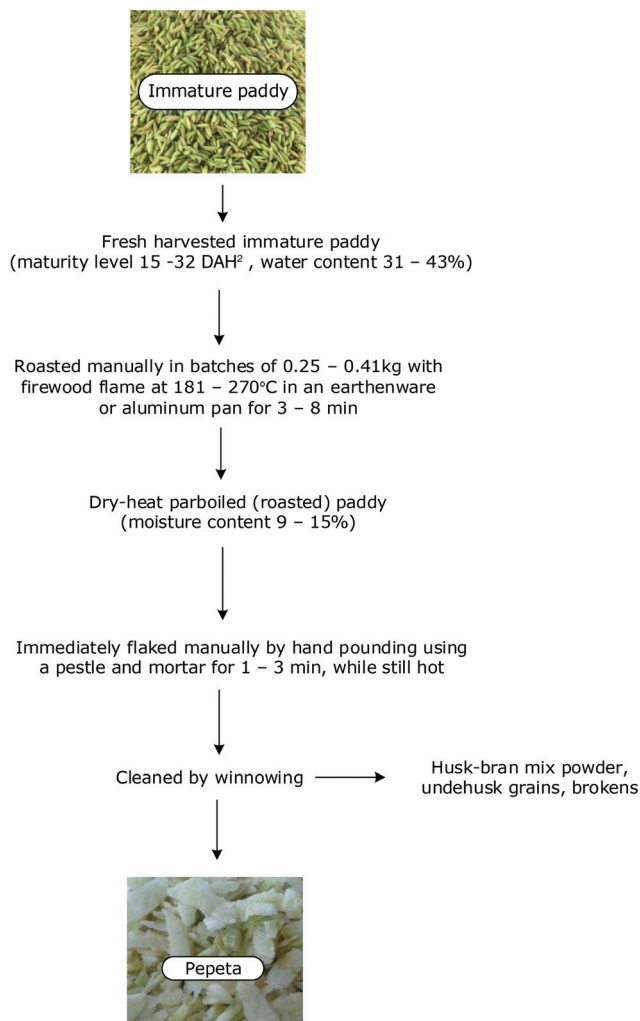 Immature paddy
Fresh harvested immature paddy
(maturity level 15 -32 DAH² , water content 31 – 43%)
Roasted manually in batches of 0.25 – 0.41kg with
firewood flame at 181 – 270°C in an earthenware
or aluminum pan for 3 – 8 min
Dry-heat parboiled (roasted) paddy
(moisture content 9 – 15%)
Immediately flaked manually by hand pounding using
a pestle and mortar for 1 – 3 min, while still hot
Cleaned by winnowing
Husk-bran mix powder,
undehusk grains, brokens
Pepeta